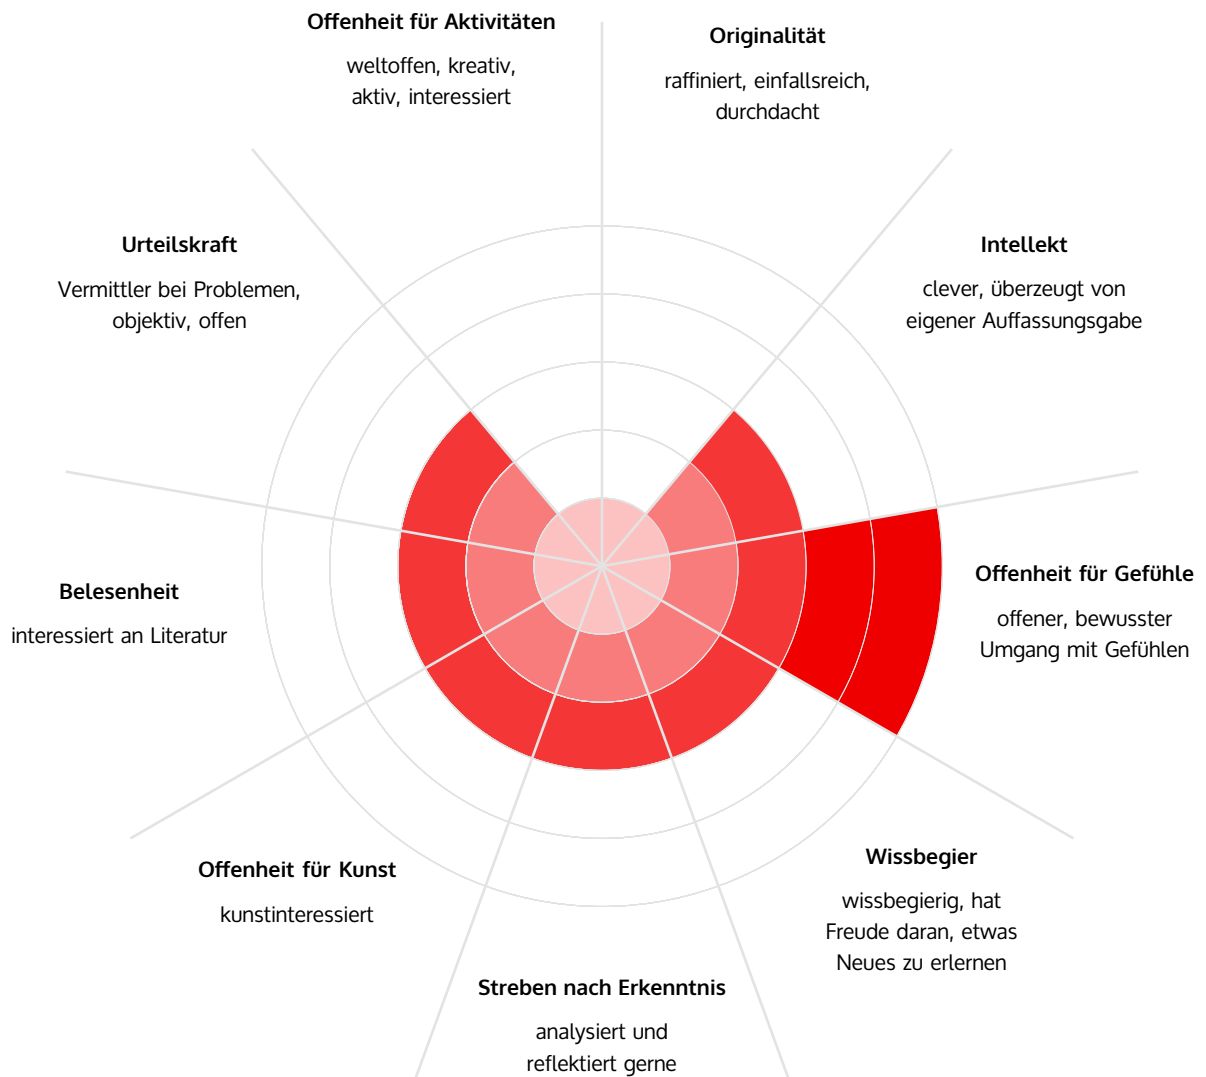 Offenheit für Aktivitäten
weltoffen, kreativ,
aktiv, interessiert
Originalität
raffiniert, einfallsreich,
durchdacht
Urteilskraft
Vermittler bei Problemen,
objektiv, offen
Intellekt
clever, überzeugt von
eigener Auffassungsgabe
Belesenheit
interessiert an Literatur
Offenheit für Gefühle
offener, bewusster
Umgang mit Gefühlen
Offenheit für Kunst
kunstinteressiert
Wissbegier
wissbegierig, hat
Freude daran, etwas
Neues zu erlernen
Streben nach Erkenntnis
analysiert und
reflektiert gerne